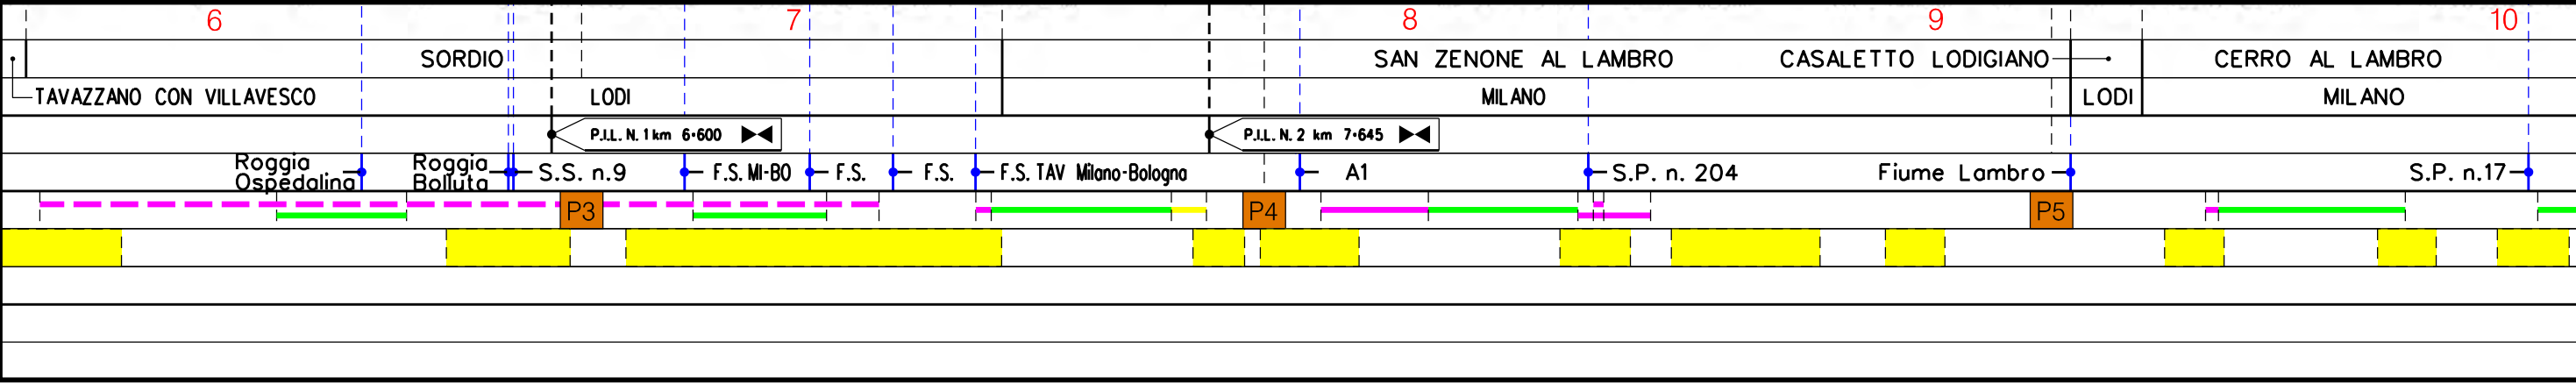 6 7 8 9 10
SORDIO SAN ZENONE AL LAMBRO CASALETTO LODIGIANO CERRO AL LAMBRO
TAVAZZANO CON VILLAVESCO LODI MILANO LODI MILANO
P.I.L. N. 1 km 6+600 P.I.L. N. 2 km 7+645
Roggia Ospedalina Roggia Bolluta S.S. n.9 F.S. MI-BO F.S. F.S. F.S. TAV Milano-Bologna A1 S.P. n. 204 Fiume Lambro S.P. n.17
P3 P4 P5